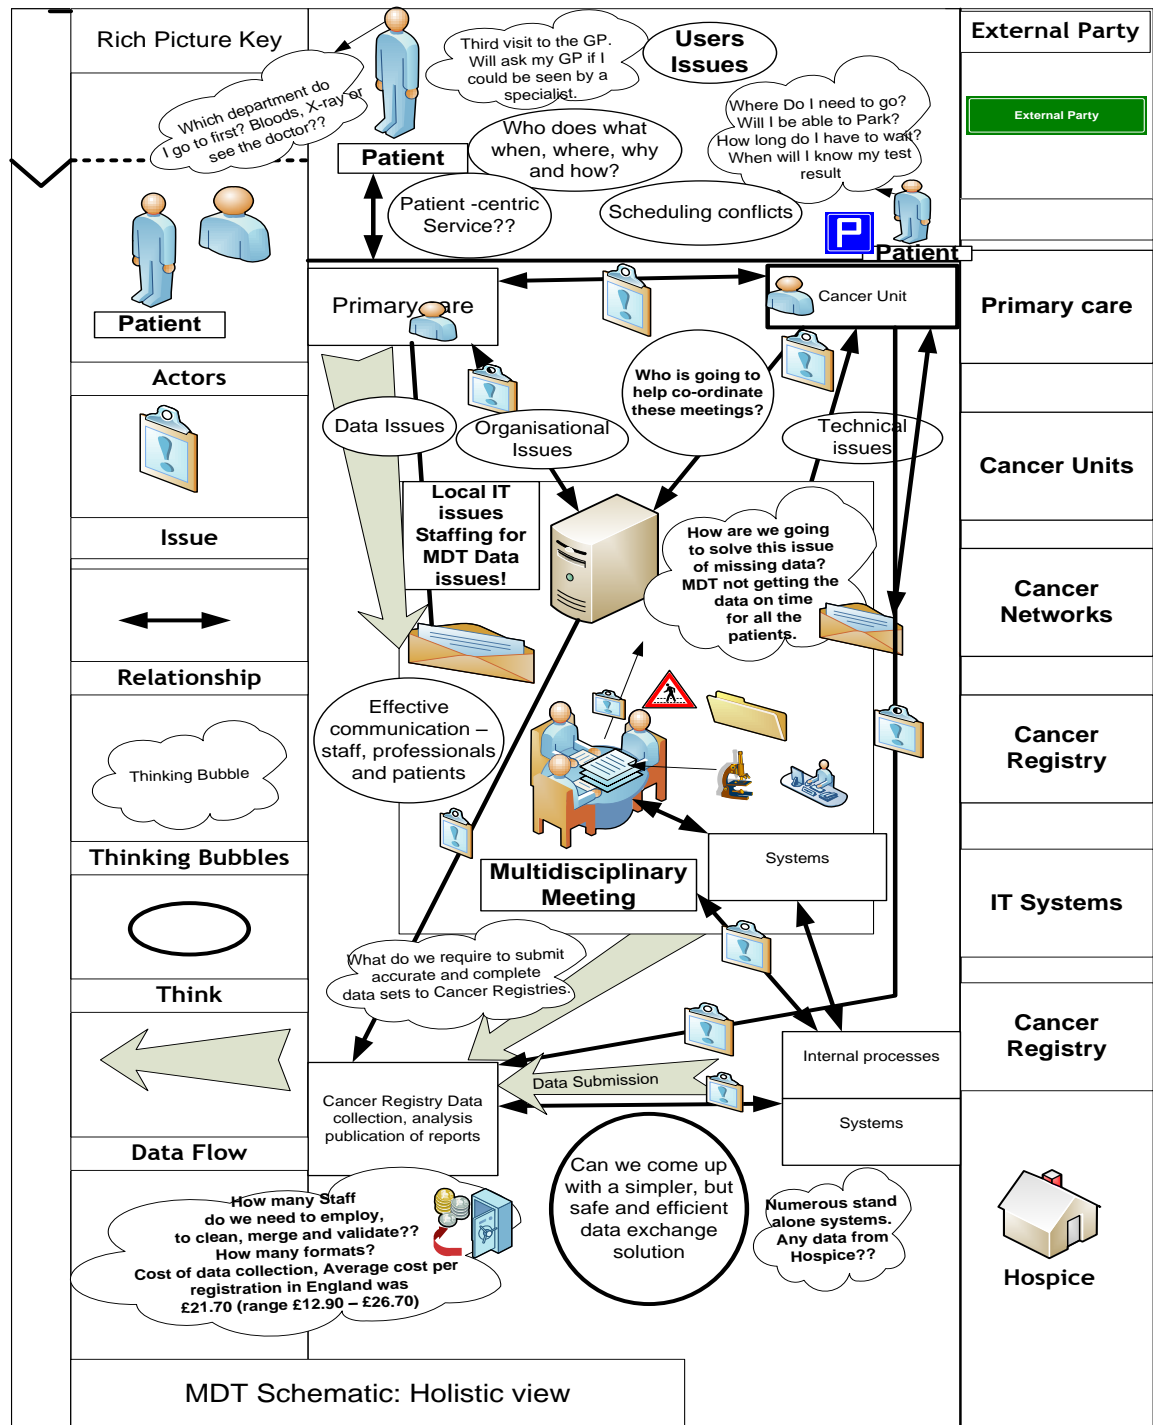 Rich Picture Key
Which department do
I go to first? Bloods, X-ray or
see the doctor??
Third visit to the GP.
Will ask my GP if I
could be seen by a
specialist.
Users
Issues
External Party
External Party
Where Do I need to go?
Will I be able to Park?
How long do I have to wait?
When will I know my test
result
Who does what
when, where, why
and how?
Patient
Patient -centric
Service??
Scheduling conflicts
P
Patient
Patient
Primary care
Cancer Unit
Primary care
Actors
Who is going to
help co-ordinate
these meetings?
Data Issues
Organisational
Issues
Technical
issues
Cancer Units
Local IT
issues
Staffing for
MDT Data
issues!
How are we going
to solve this issue
of missing data?
MDT not getting the
data on time
for all the
patients.
Issue
Cancer
Networks
Relationship
Effective
communication –
staff, professionals
and patients
Cancer
Registry
Thinking Bubble
Thinking Bubbles
Systems
Multidisciplinary
Meeting
IT Systems
What do we require to submit
accurate and complete
data sets to Cancer Registries.
Think
Cancer
Registry
Internal processes
Data Submission
Cancer Registry Data
collection, analysis
publication of reports
Systems
Data Flow
Can we come up
with a simpler, but
safe and efficient
data exchange
solution
How many Staff
do we need to employ,
to clean, merge and validate??
How many formats?
Cost of data collection, Average cost per
registration in England was
£21.70 (range £12.90 – £26.70)
Numerous stand
alone systems.
Any data from
Hospice??
Hospice
MDT Schematic: Holistic view